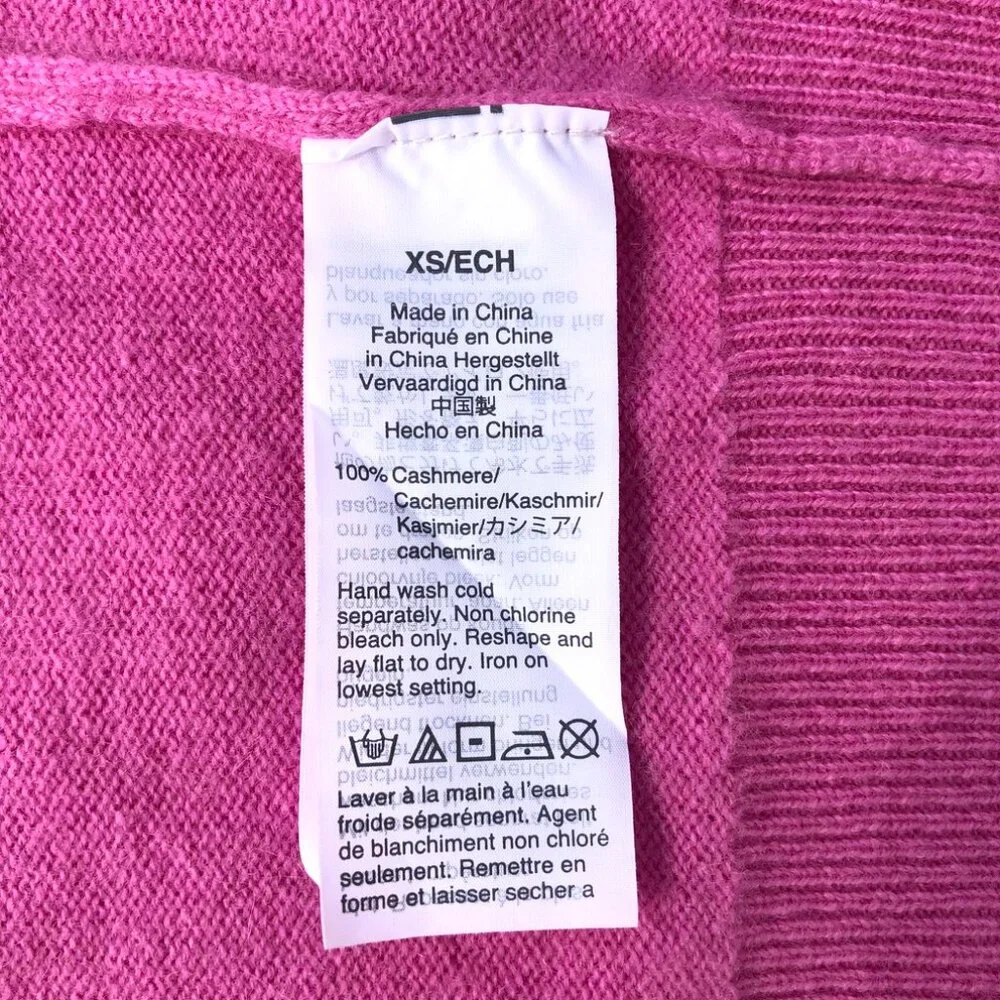 XS/ECH
Made in China
Fabriqué en Chine
in China Hergestellt
Vervaardigd in China
中国製
Hecho en China
100% Cashmere/
Cachemire/Kaschmir/
Kasjmier/カシミア/
cachemira
Hand wash cold
separately. Non chlorine
bleach only. Reshape and
lay flat to dry. Iron on
lowest setting.
Laver à la main à l'eau
froide séparément. Agent
de blanchiment non chloré
seulement. Remettre en
forme et laisser secher a